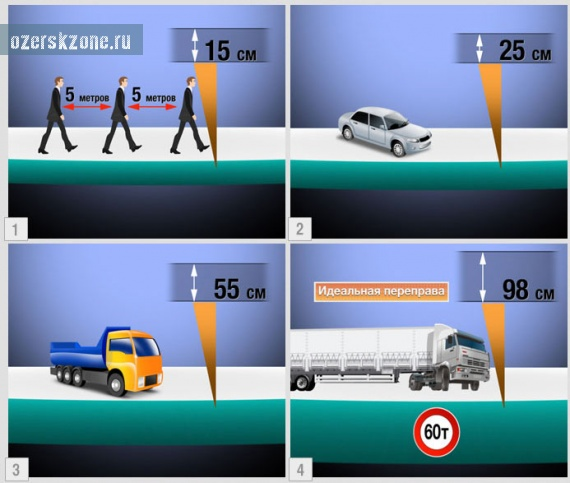 ozerskzone.ru
15 см
5 метров 5 метров
1
25 см
2
55 см
3
Идеальная переправа
98 см
60т
4